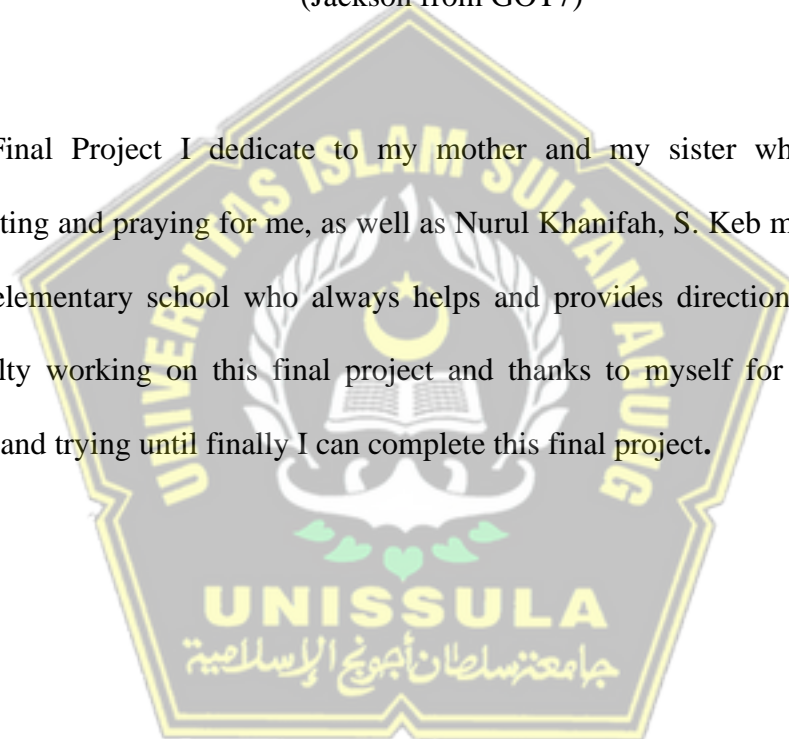 (Jackson from GOT7)
Final Project I dedicate to my mother and my sister wh
ting and praying for me, as well as Nurul Khanifah, S. Keb m
elementary school who always helps and provides direction
lty working on this final project and thanks to myself for
and trying until finally I can complete this final project.
UNIVERSITAS ISLAM SULTAN AGUNG
UNISSULA
جامعة سلطان أجونج الإسلامية